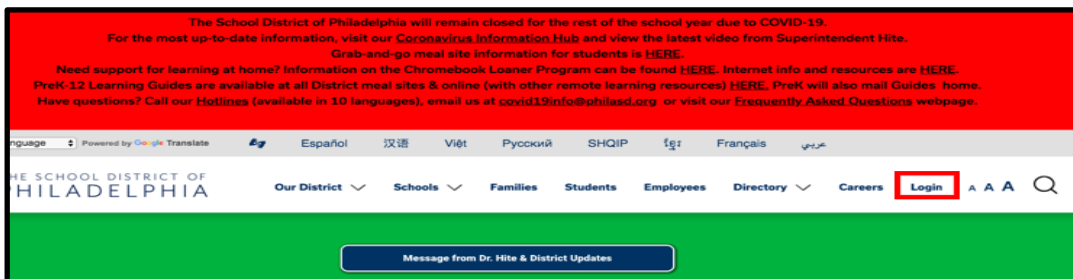 The School District of Philadelphia will remain closed for the rest of the school year due to COVID-19.
For the most up-to-date information, visit our Coronavirus Information Hub and view the latest video from Superintendent Hite.
Grab-and-go meal site information for students is HERE.
Need support for learning at home? Information on the Chromebook Loaner Program can be found HERE. Internet info and resources are HERE.
PreK-12 Learning Guides are available at all District meal sites & online (with other remote learning resources) HERE. PreK will also mail Guides home.
Have questions? Call our Hotlines (available in 10 languages), email us at covid19info@philasd.org or visit our Frequently Asked Questions webpage.
nguage Powered by Google Translate Español 汉语 Việt Русский SHQIP ខ្មែរ Français عربي
HE SCHOOL DISTRICT OF
PHILADELPHIA
Our District Schools Families Students Employees Directory Careers Login A A A
Message from Dr. Hite & District Updates